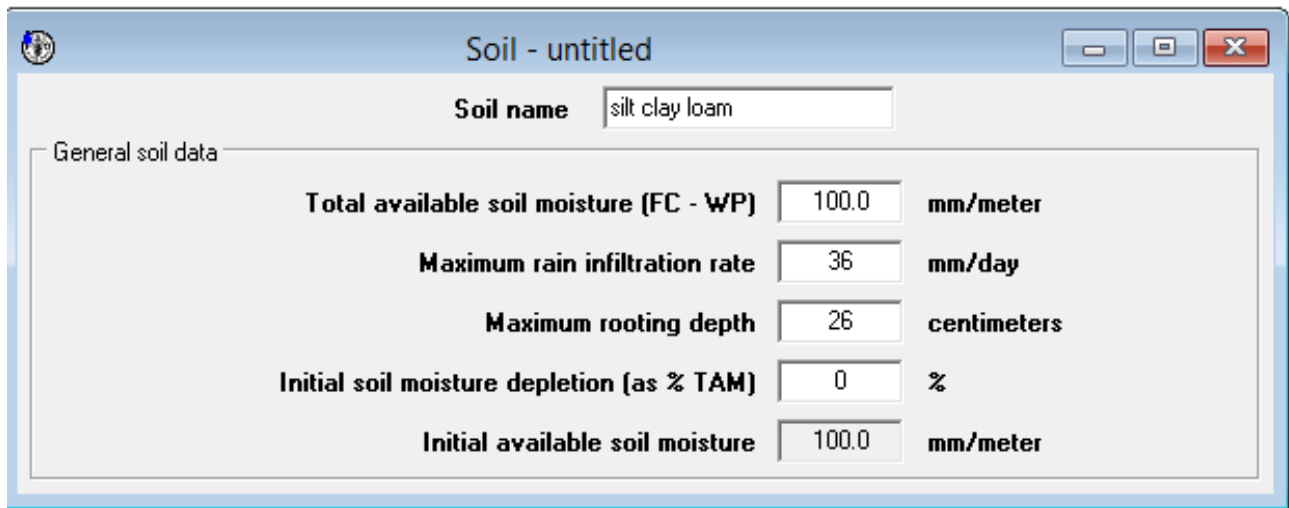 Soil - untitled
Soil name silt clay loam
General soil data
Total available soil moisture (FC - WP) 100.0 mm/meter
Maximum rain infiltration rate 36 mm/day
Maximum rooting depth 26 centimeters
Initial soil moisture depletion (as % TAM) 0 %
Initial available soil moisture 100.0 mm/meter